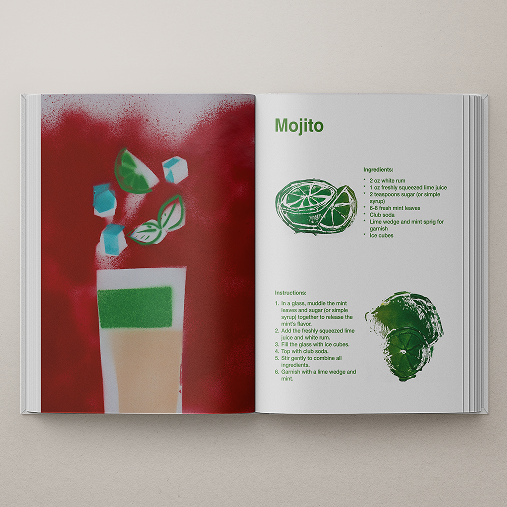 Mojito
Ingredients:
* 2 oz white rum
* 1 oz freshly squeezed lime juice
* 2 teaspoons sugar (or simple
syrup)
* 6-8 fresh mint leaves
* Club soda
* Lime wedge and mint sprig for
garnish
* Ice cubes
Instructions:
1. In a glass, muddle the mint
leaves and sugar (or simple
syrup) together to release the
mint's flavor.
2. Add the freshly squeezed lime
juice and white rum.
3. Fill the glass with ice cubes.
4. Top with club soda.
5. Stir gently to combine all
ingredients.
6. Garnish with a lime wedge and
mint.